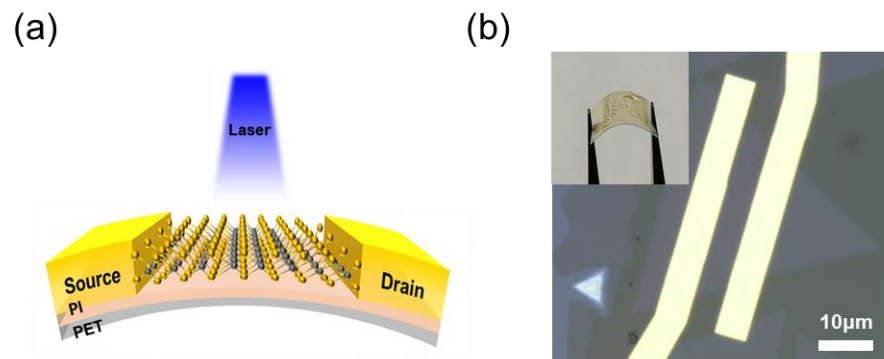 (a)
(b)
Laser
Source
Drain
PI
PET
10μm